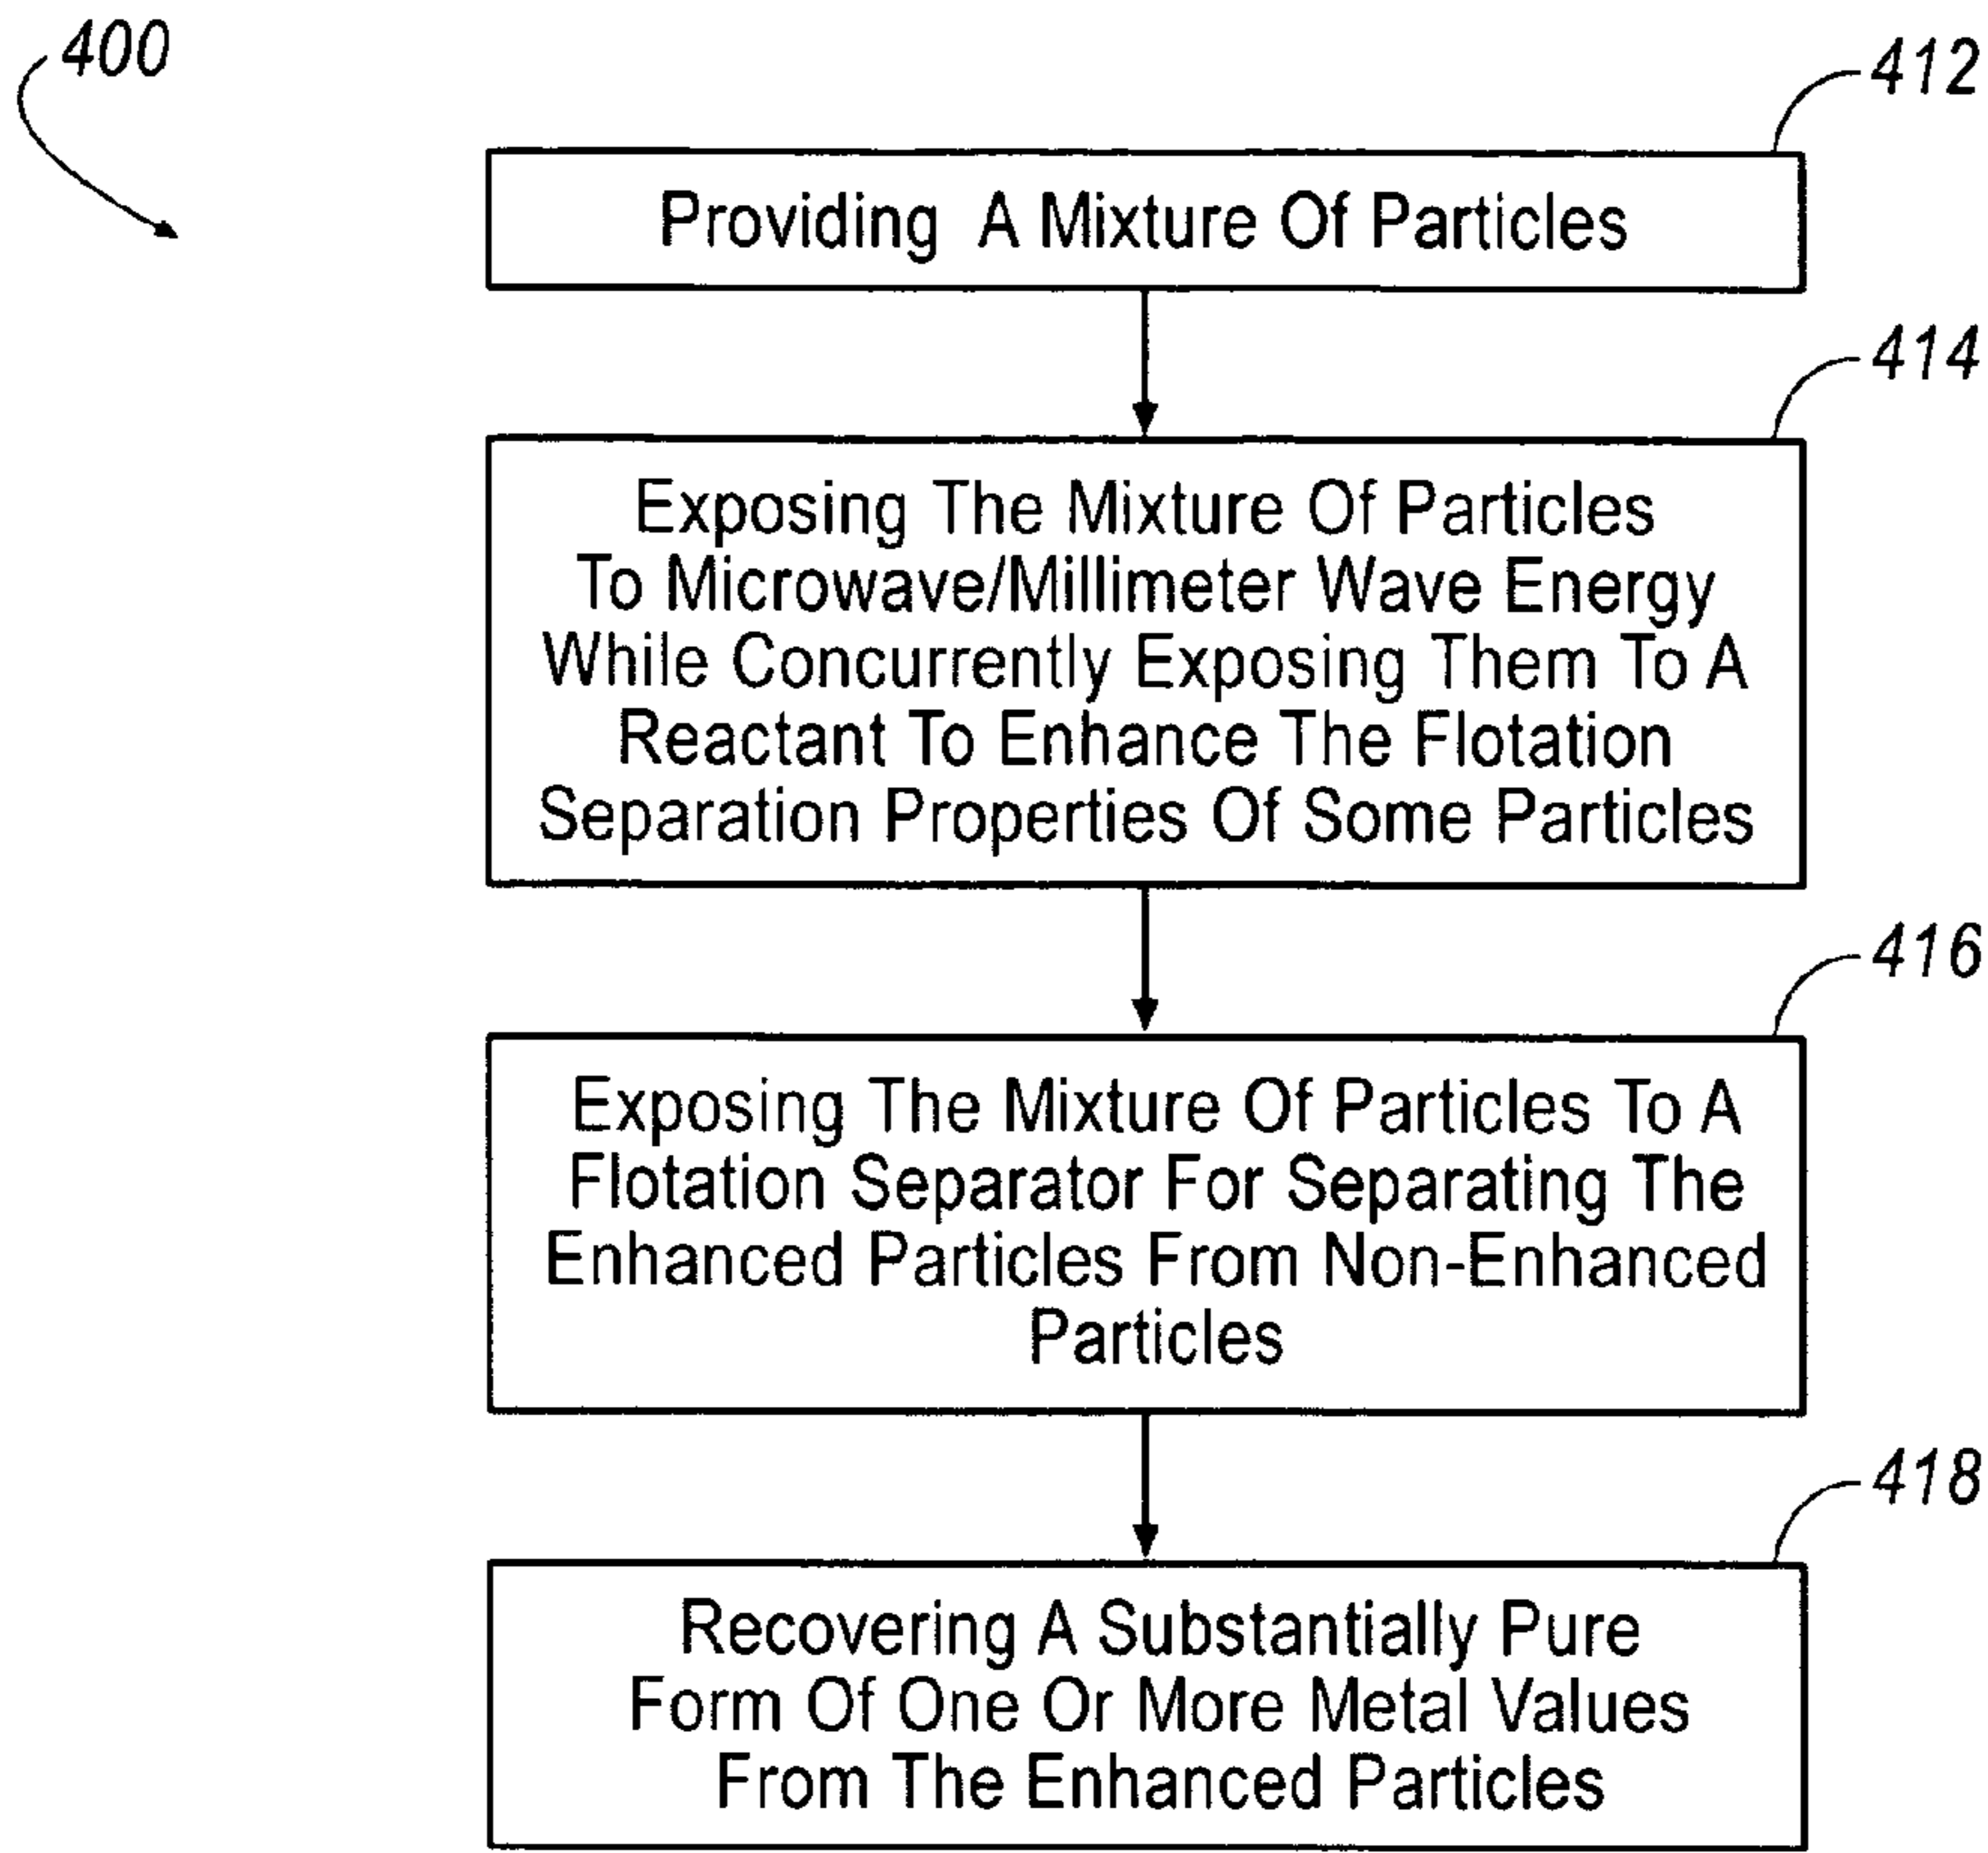 400
412
Providing A Mixture Of Particles
414
Exposing The Mixture Of Particles
To Microwave/Millimeter Wave Energy
While Concurrently Exposing Them To A
Reactant To Enhance The Flotation
Separation Properties Of Some Particles
416
Exposing The Mixture Of Particles To A
Flotation Separator For Separating The
Enhanced Particles From Non-Enhanced
Particles
418
Recovering A Substantially Pure
Form Of One Or More Metal Values
From The Enhanced Particles